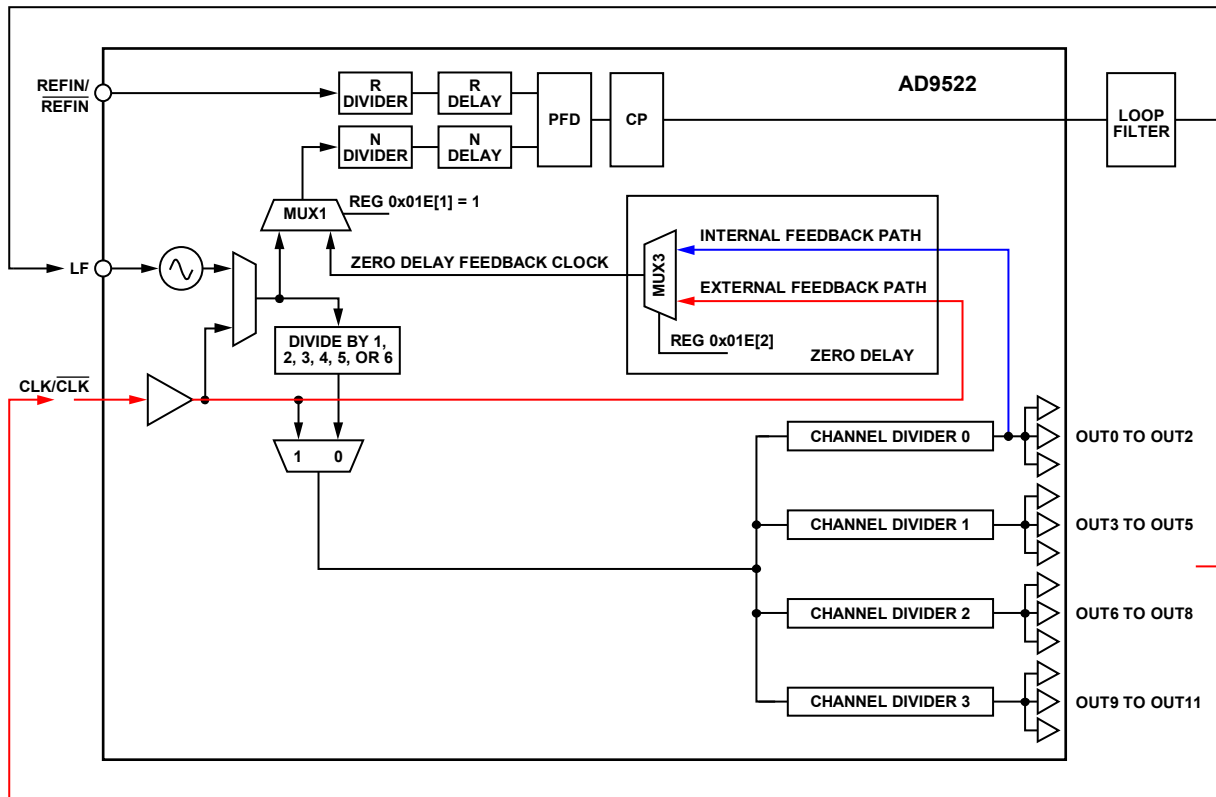 AD9522
REFIN/
REFIN
R
DIVIDER
R
DELAY
N
DIVIDER
N
DELAY
PFD
CP
LOOP
FILTER
REG 0x01E[1] = 1
MUX1
INTERNAL FEEDBACK PATH
ZERO DELAY FEEDBACK CLOCK
MUX3
EXTERNAL FEEDBACK PATH
REG 0x01E[2]
ZERO DELAY
LF
DIVIDE BY 1,
2, 3, 4, 5, OR 6
CLK/CLK
1 0
CHANNEL DIVIDER 0
OUT0 TO OUT2
CHANNEL DIVIDER 1
OUT3 TO OUT5
CHANNEL DIVIDER 2
OUT6 TO OUT8
CHANNEL DIVIDER 3
OUT9 TO OUT11